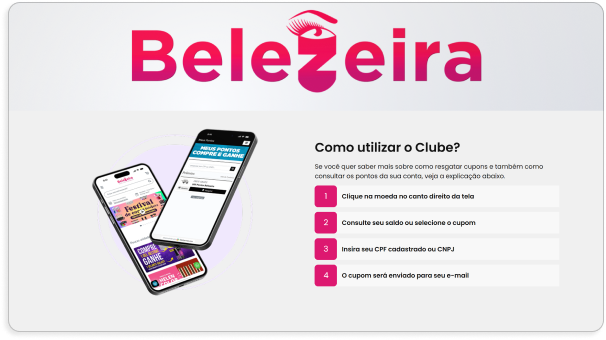 Belezeira
MEUS PONTOS
COMPRE E GANHE
Festival
COMPRE
GANHE
Como utilizar o Clube?
Se você quer saber mais sobre como resgatar cupons e também como
consultar os pontos da sua conta, veja a explicação abaixo.
1 Clique na moeda no canto direito da tela
2 Consulte seu saldo ou selecione o cupom
3 Insira seu CPF cadastrado ou CNPJ
4 O cupom será enviado para seu e-mail